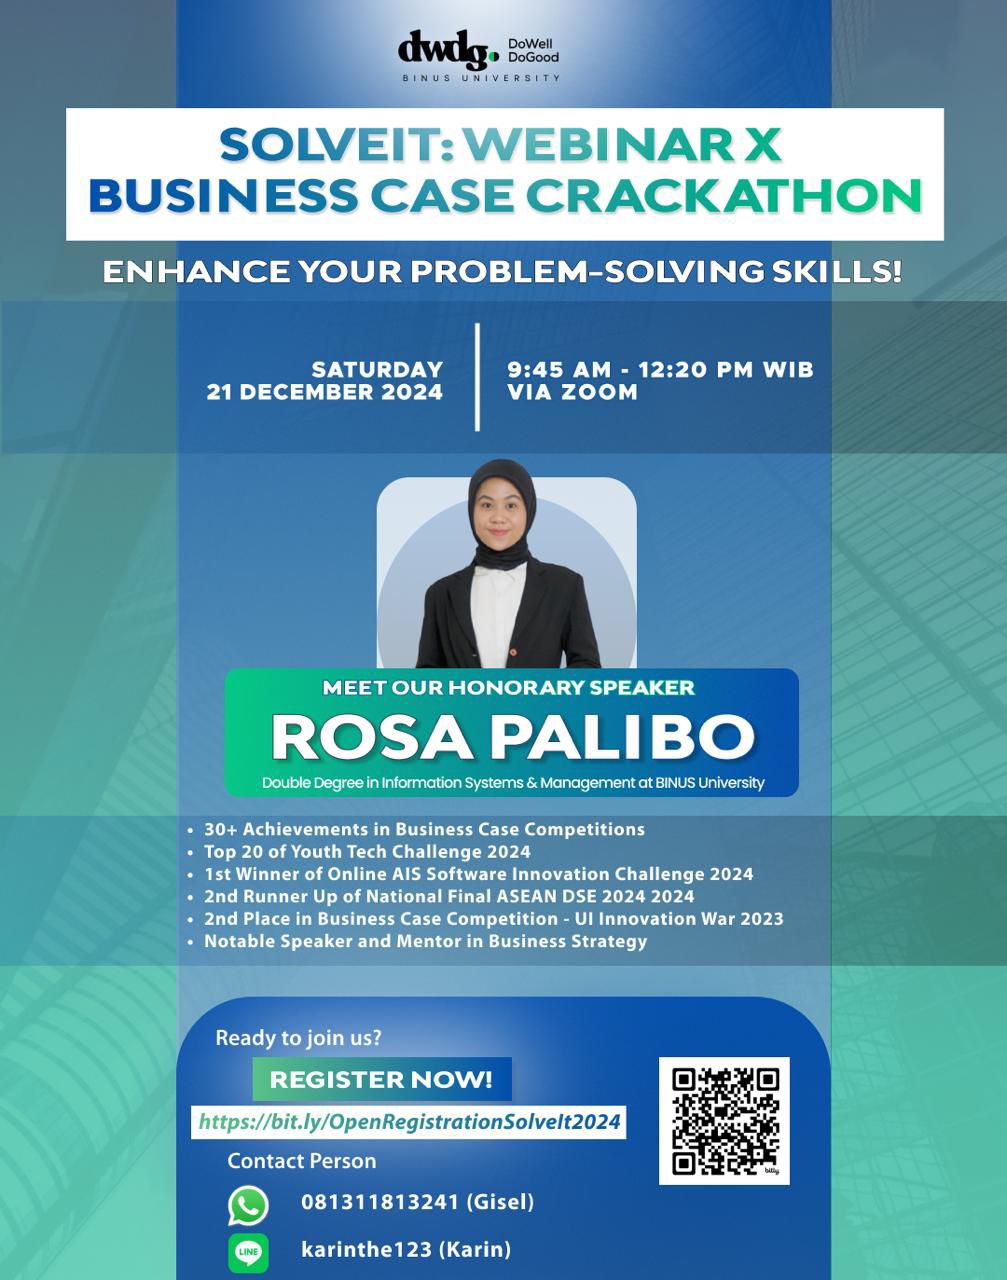 dwdg. DoWell
DoGood
BINUS UNIVERSITY
SOLVEIT: WEBINAR X
BUSINESS CASE CRACKATHON
ENHANCE YOUR PROBLEM-SOLVING SKILLS!
SATURDAY
21 DECEMBER 2024
9:45 AM - 12:20 PM WIB
VIA ZOOM
MEET OUR HONORARY SPEAKER
ROSA PALIBO
Double Degree in Information Systems & Management at BINUS University
• 30+ Achievements in Business Case Competitions
• Top 20 of Youth Tech Challenge 2024
• 1st Winner of Online AIS Software Innovation Challenge 2024
• 2nd Runner Up of National Final ASEAN DSE 2024 2024
• 2nd Place in Business Case Competition - UI Innovation War 2023
• Notable Speaker and Mentor in Business Strategy
Ready to join us?
REGISTER NOW!
https://bit.ly/OpenRegistrationSolveIt2024
bitly
Contact Person
081311813241 (Gisel)
LINE
karinthe123 (Karin)